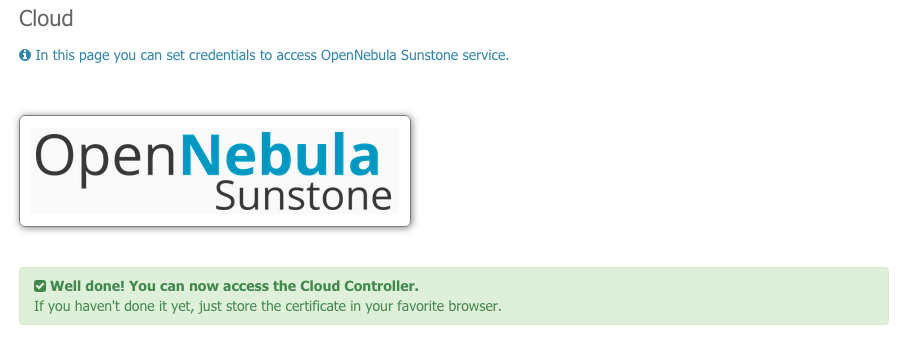 Cloud
In this page you can set credentials to access OpenNebula Sunstone service.
OpenNebula
Sunstone
Well done! You can now access the Cloud Controller.
If you haven't done it yet, just store the certificate in your favorite browser.